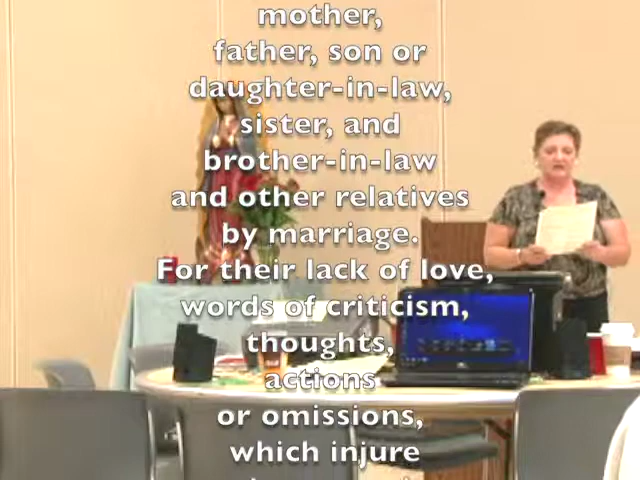 mother,
father, son or
daughter-in-law,
sister, and
brother-in-law
and other relatives
by marriage.
For their lack of love,
words of criticism,
thoughts,
actions
or omissions,
which injure